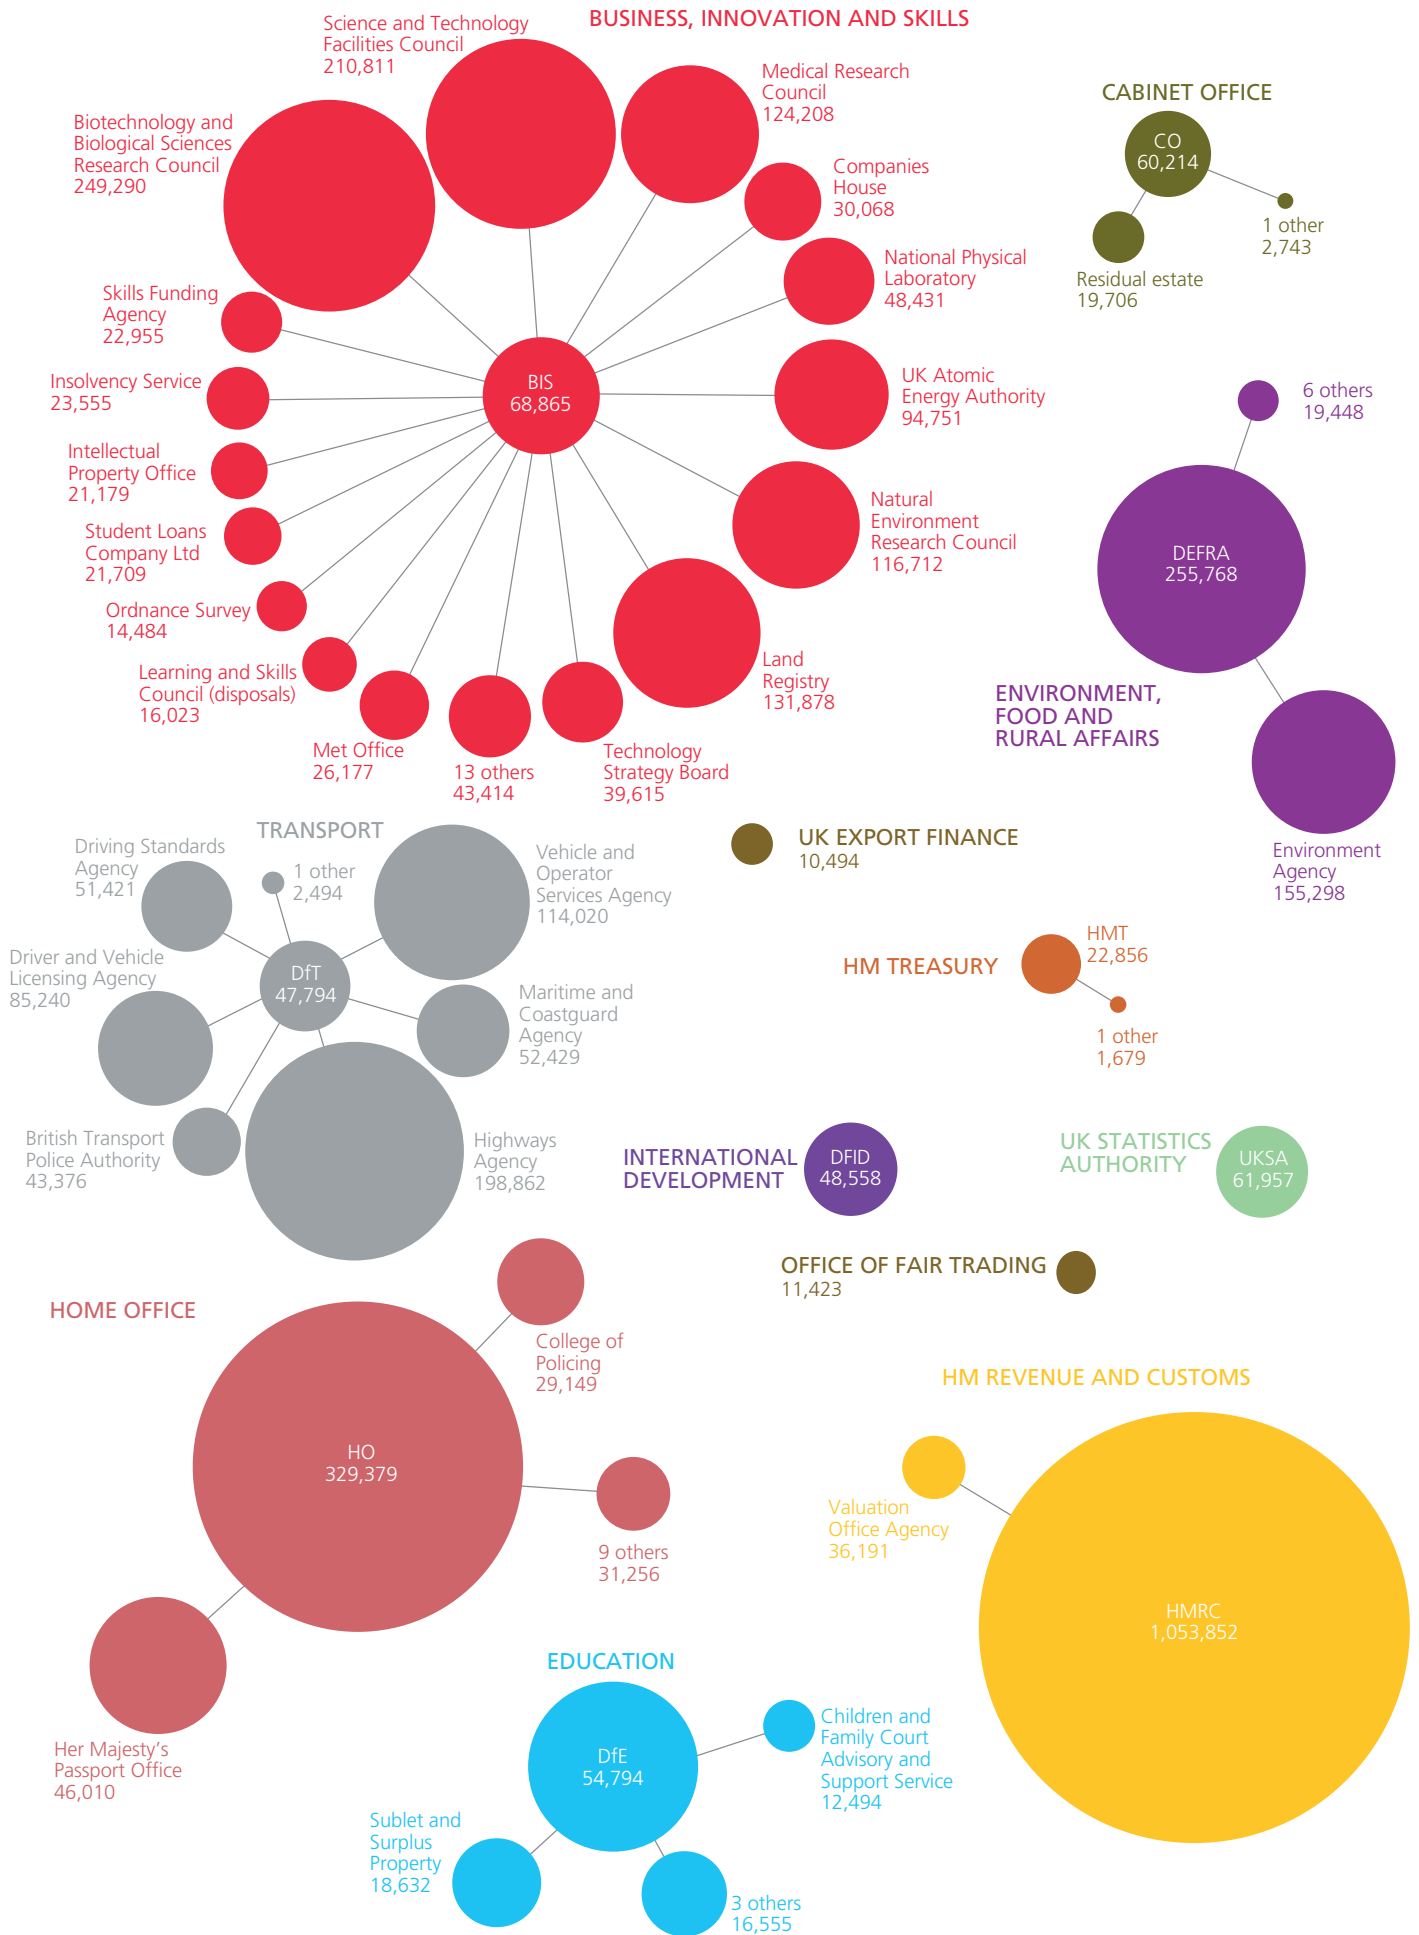 BUSINESS, INNOVATION AND SKILLS
Science and Technology
Facilities Council
210,811
Medical Research
Council
124,208
Biotechnology and
Biological Sciences
Research Council
249,290
Companies
House
30,068
National Physical
Laboratory
48,431
Skills Funding
Agency
22,955
BIS
68,865
UK Atomic
Energy Authority
94,751
Insolvency Service
23,555
Intellectual
Property Office
21,179
Natural
Environment
Research Council
116,712
Student Loans
Company Ltd
21,709
Ordnance Survey
14,484
Learning and Skills
Council (disposals)
16,023
Land
Registry
131,878
Met Office
26,177
13 others
43,414
Technology
Strategy Board
39,615
CABINET OFFICE
CO
60,214
1 other
2,743
Residual estate
19,706
6 others
19,448
DEFRA
255,768
ENVIRONMENT,
FOOD AND
RURAL AFFAIRS
Environment
Agency
155,298
TRANSPORT
Driving Standards
Agency
51,421
1 other
2,494
Vehicle and
Operator
Services Agency
114,020
Driver and Vehicle
Licensing Agency
85,240
DfT
47,794
Maritime and
Coastguard
Agency
52,429
British Transport
Police Authority
43,376
Highways
Agency
198,862
UK EXPORT FINANCE
10,494
HM TREASURY
HMT
22,856
1 other
1,679
INTERNATIONAL
DEVELOPMENT
DFID
48,558
UK STATISTICS
AUTHORITY
UKSA
61,957
OFFICE OF FAIR TRADING
11,423
HOME OFFICE
College of
Policing
29,149
HO
329,379
9 others
31,256
Her Majesty’s
Passport Office
46,010
HM REVENUE AND CUSTOMS
Valuation
Office Agency
36,191
HMRC
1,053,852
EDUCATION
DfE
54,794
Children and
Family Court
Advisory and
Support Service
12,494
Sublet and
Surplus
Property
18,632
3 others
16,555